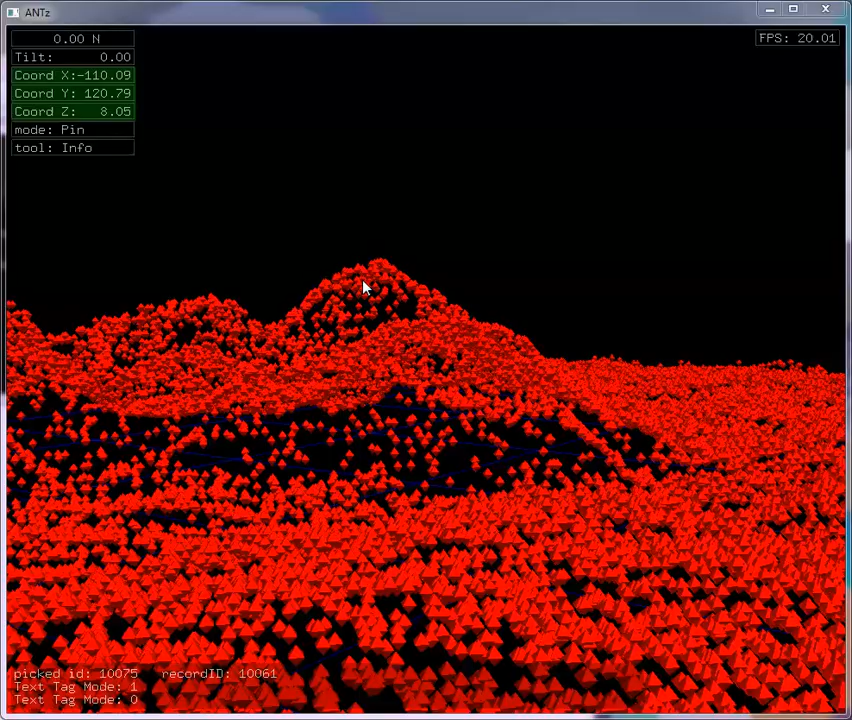 ANTz
0.00 N
FPS: 20.01
Tilt: 0.00
Coord X:-110.09
Coord Y: 120.79
Coord Z: 8.05
mode: Pin
tool: Info
picked id: 10075 recordID: 10061
Text Tag Mode: 1
Text Tag Mode: 0